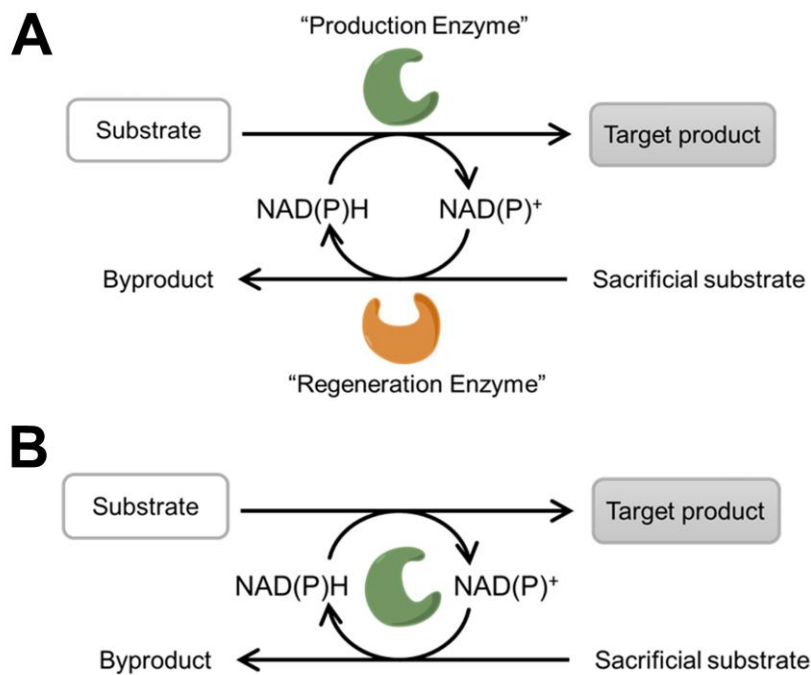 A
“Production Enzyme”
Substrate
Target product
NAD(P)H
NAD(P)⁺
Byproduct
Sacrificial substrate
“Regeneration Enzyme”
B
Substrate
Target product
NAD(P)H
NAD(P)⁺
Byproduct
Sacrificial substrate